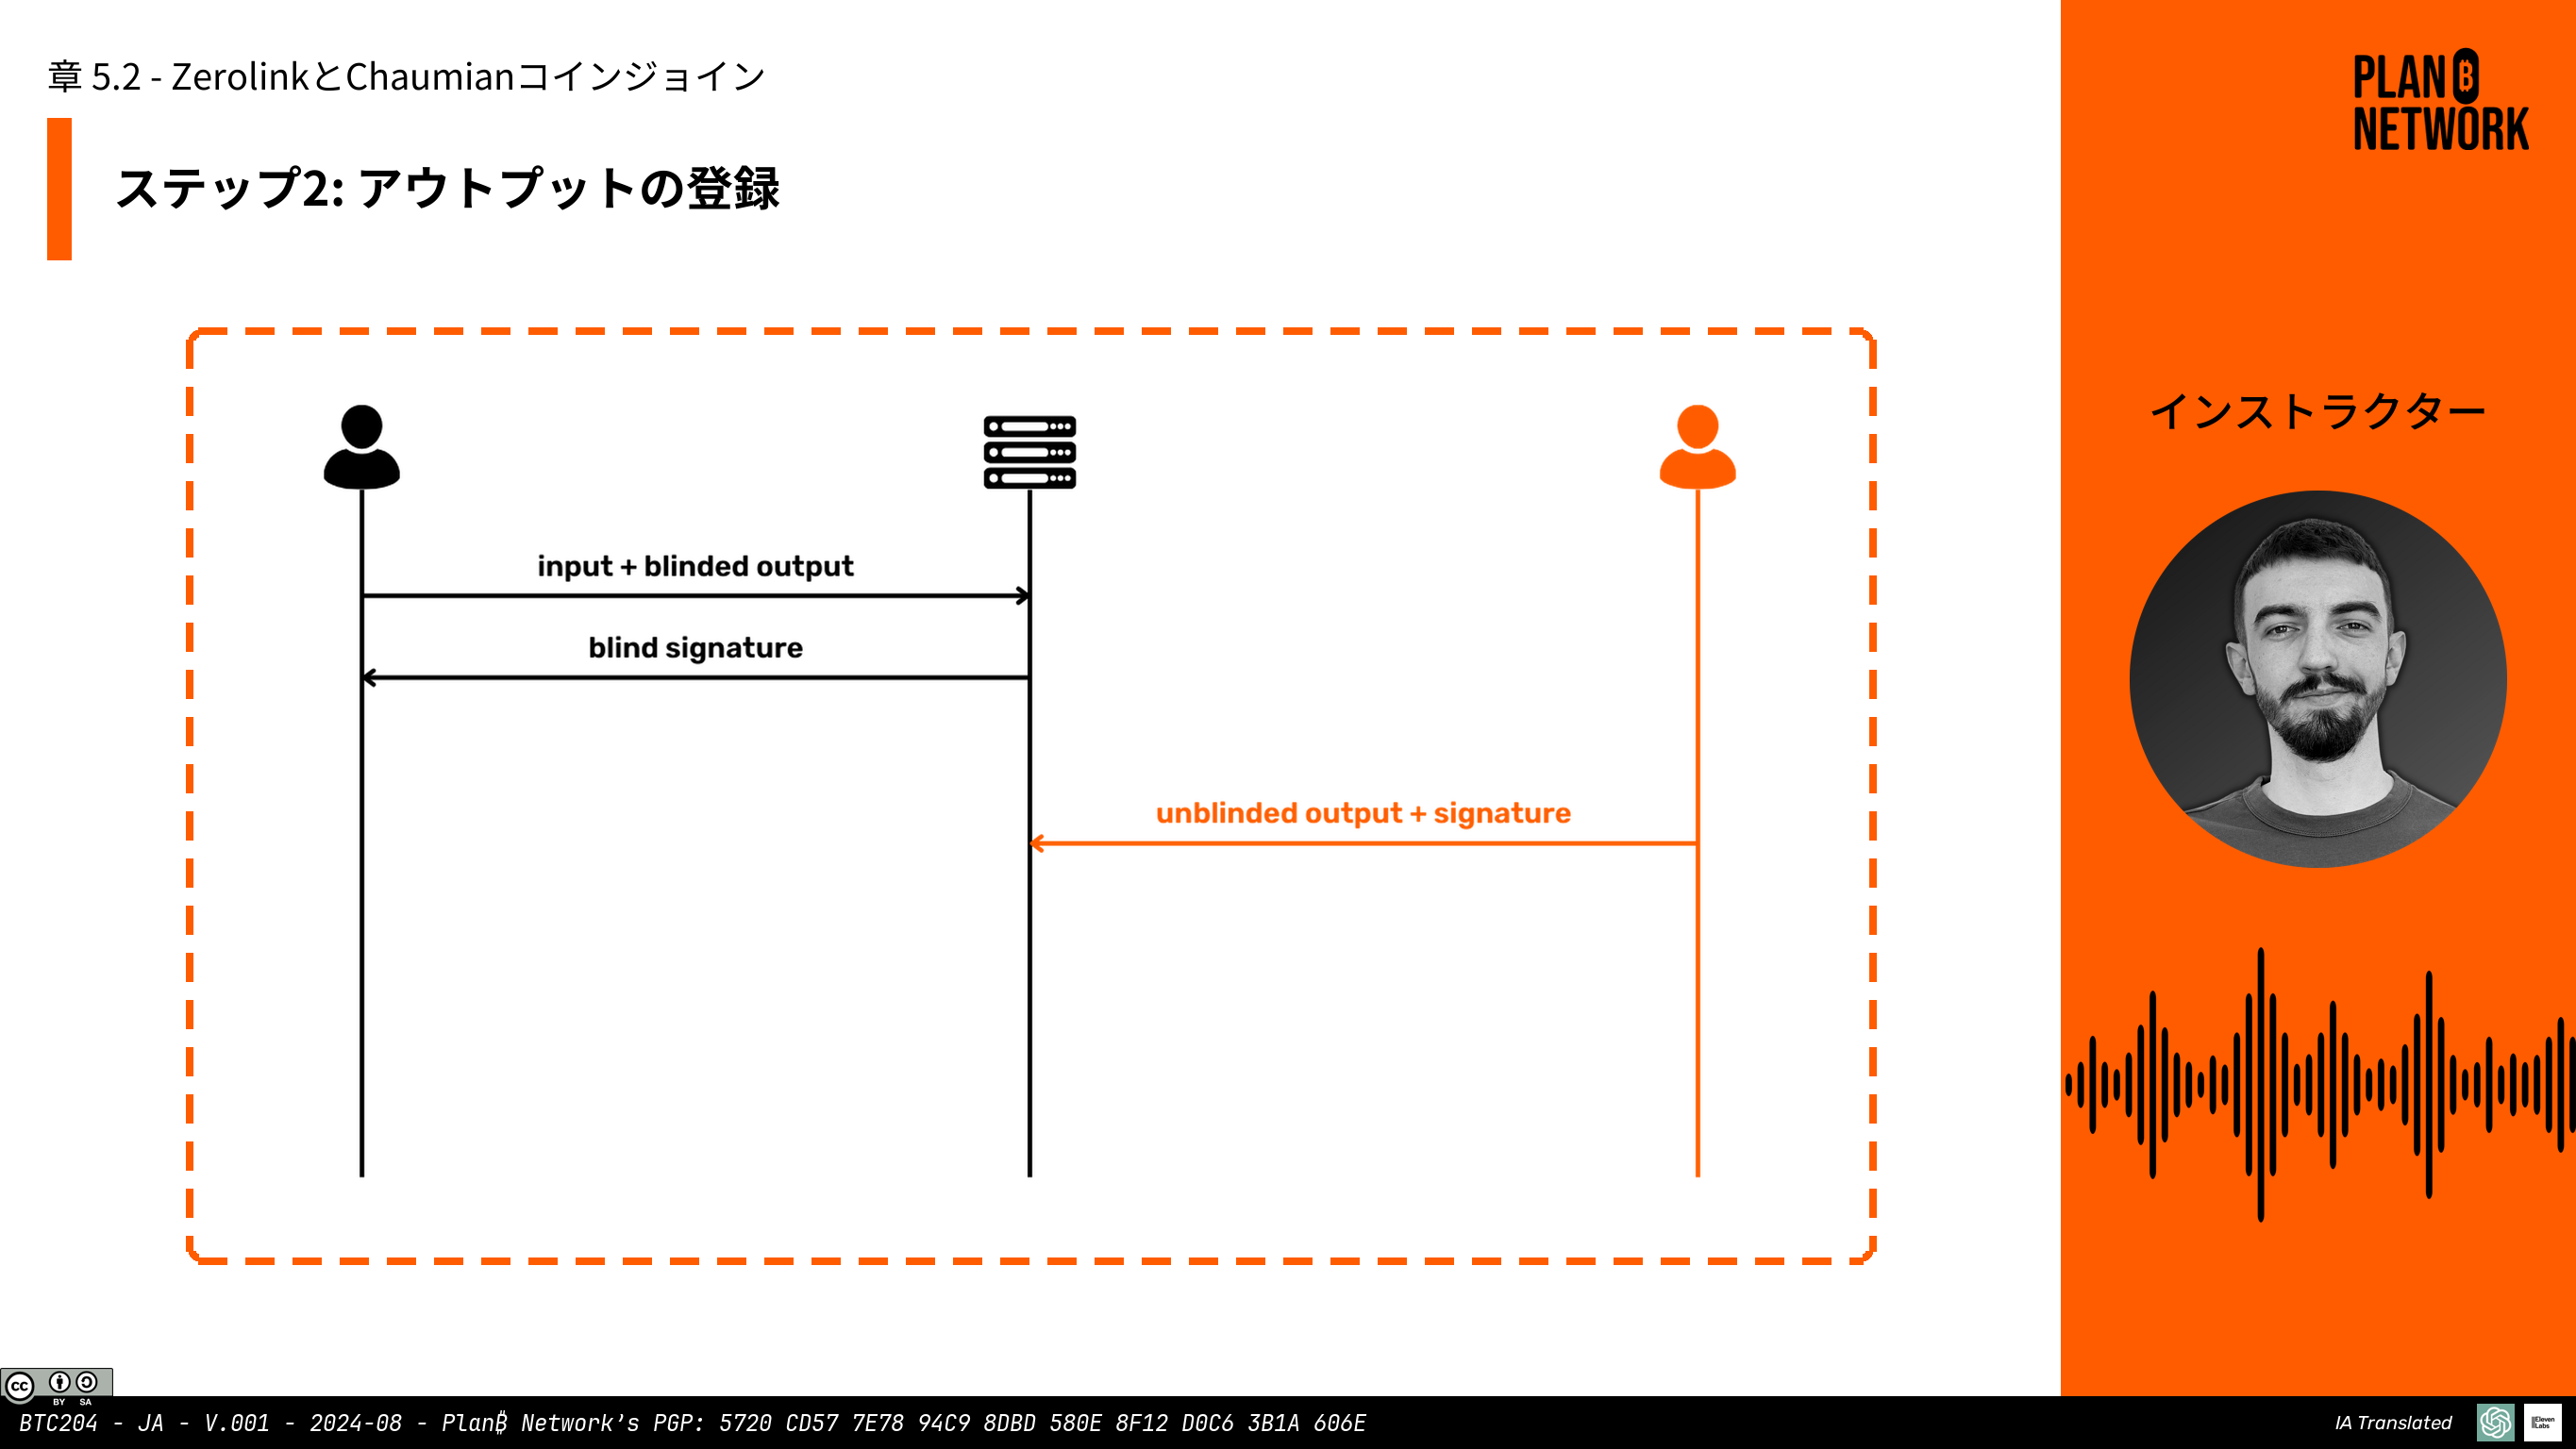 章 5.2 - ZerolinkとChaumianコインジョイン
ステップ2: アウトプットの登録
input + blinded output
blind signature
unblinded output + signature
PLAN ₿
NETWORK
インストラクター
cc BY SA
BTC204 - JA - V.001 - 2024-08 - Plan₿ Network’s PGP: 5720 CD57 7E78 94C9 8DBD 580E 8F12 D0C6 3B1A 606E
IA Translated
IIElevenLabs